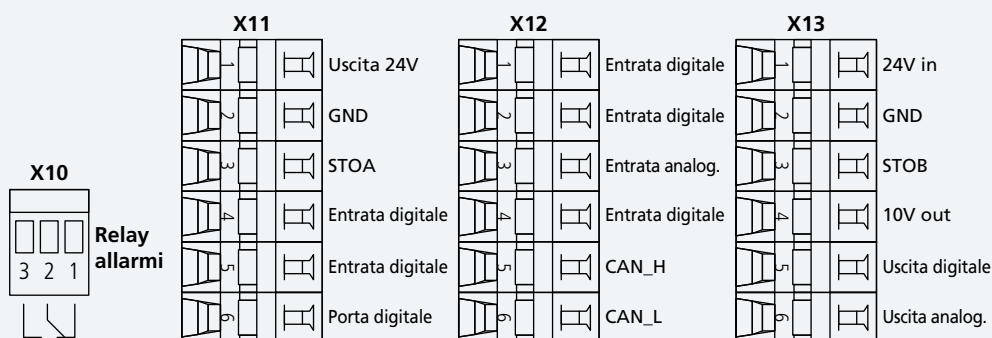 X11
1 Uscita 24V
2 GND
3 STOA
4 Entrata digitale
5 Entrata digitale
6 Porta digitale
X12
1 Entrata digitale
2 Entrata digitale
3 Entrata analog.
4 Entrata digitale
5 CAN_H
6 CAN_L
X13
1 24V in
2 GND
3 STOB
4 10V out
5 Uscita digitale
6 Uscita analog.
X10
3 2 1
Relay
allarmi